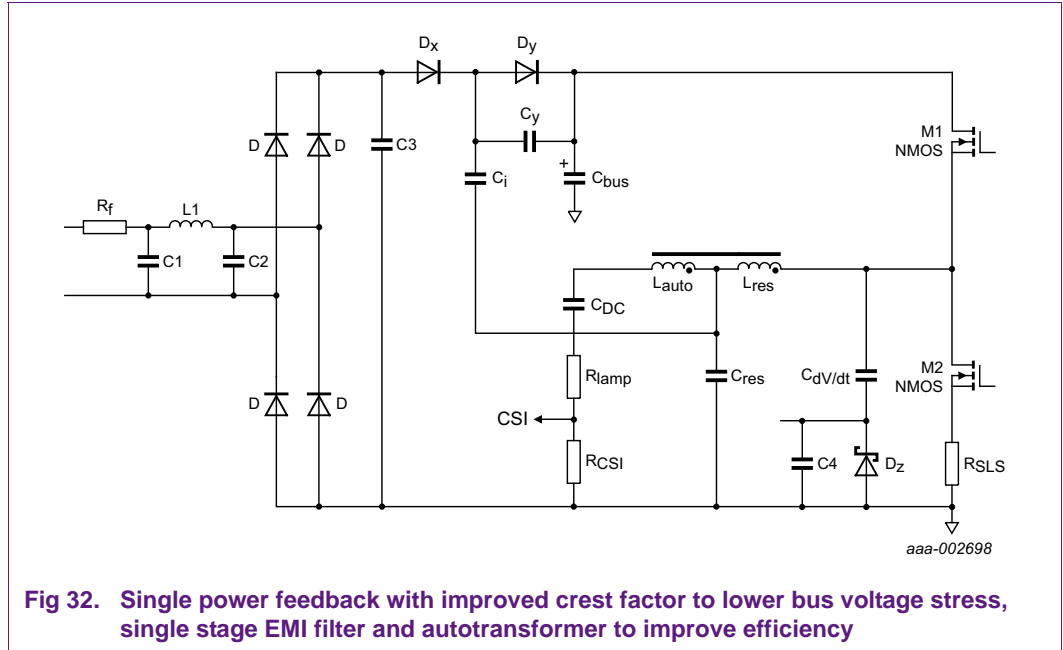 Dx
Dy
Cy
M1
NMOS
D
D
C3
Ci
+
Cbus
Rf
L1
C1
C2
Lauto
Lres
CDC
Rlamp
Cres
CdV/dt
M2
NMOS
D
D
CSI
RCSI
C4
Dz
RSLS
aaa-002698
Fig 32. Single power feedback with improved crest factor to lower bus voltage stress,
single stage EMI filter and autotransformer to improve efficiency